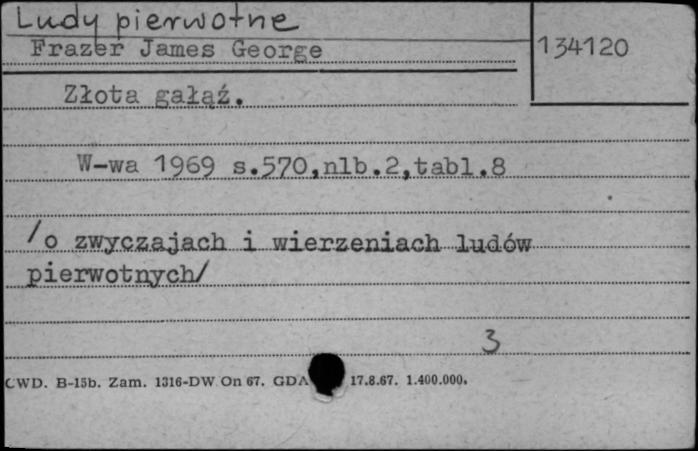 Ludy pierwotne
Frazer James George
134120
Złota gałąź.
W-wa 1969 s.570,nlb.2,tabl.8
/o zwyczajach i wierzeniach ludów
pierwotnych/
3
CWD. B-15b. Zam. 1316-DW On 67. GDA 17.8.67. 1.400.000.